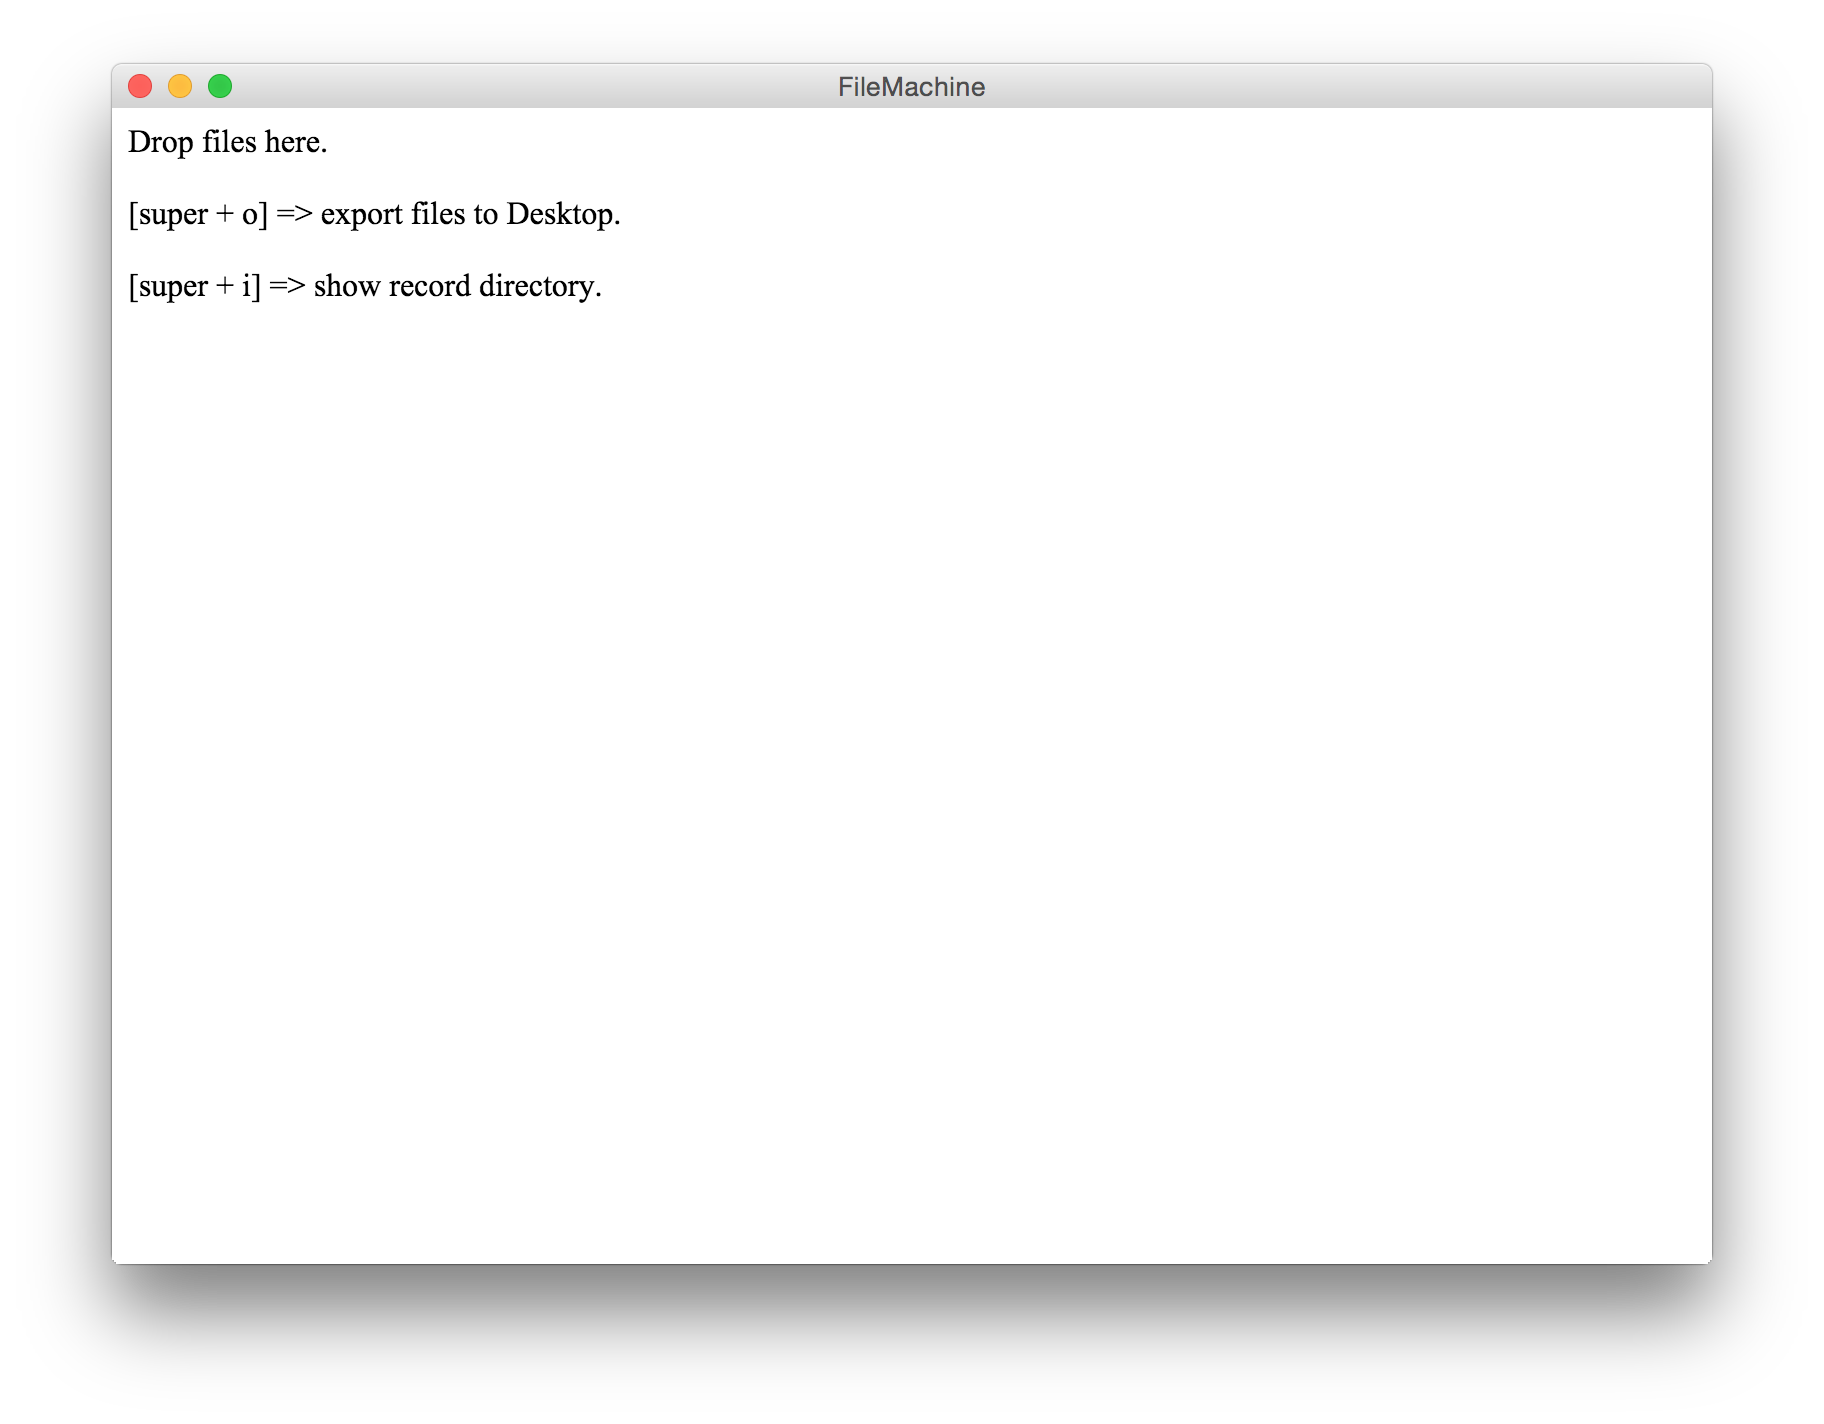 FileMachine
Drop files here.
[super + o] => export files to Desktop.
[super + i] => show record directory.